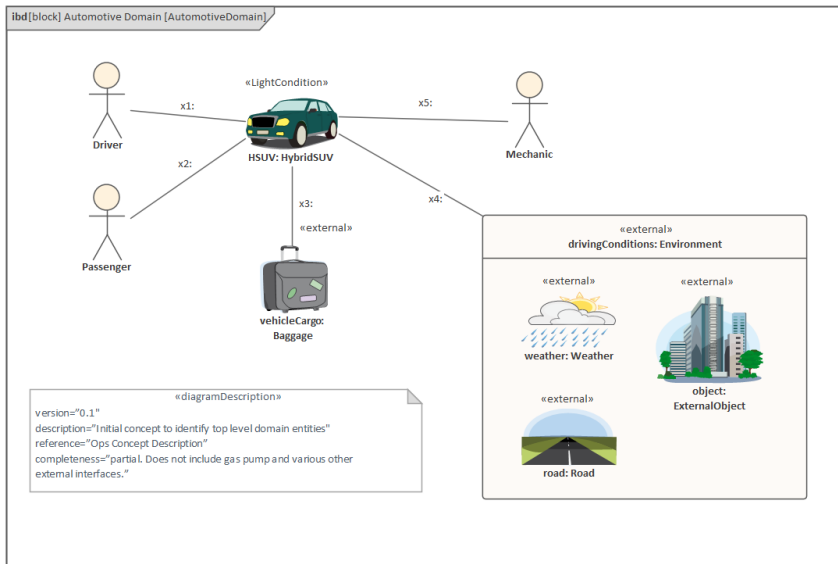 ibd[block] Automotive Domain [AutomotiveDomain]
Driver
x1:
«LightCondition»
HSUV: HybridSUV
x5:
Mechanic
x2:
Passenger
x3:
«external»
vehicleCargo:
Baggage
x4:
«external»
drivingConditions: Environment
«external»
weather: Weather
«external»
object:
ExternalObject
«external»
road: Road
«diagramDescription»
version="0.1"
description="Initial concept to identify top level domain entities"
reference="Ops Concept Description"
completeness="partial. Does not include gas pump and various other
external interfaces."